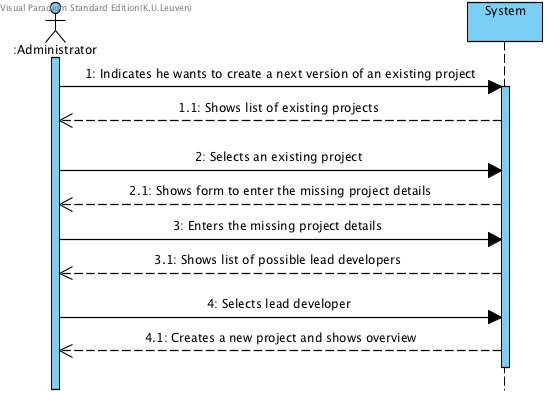 Visual Paradigm Standard Edition(K.U.Leuven)
System
:Administrator
1: Indicates he wants to create a next version of an existing project
1.1: Shows list of existing projects
2: Selects an existing project
2.1: Shows form to enter the missing project details
3: Enters the missing project details
3.1: Shows list of possible lead developers
4: Selects lead developer
4.1: Creates a new project and shows overview